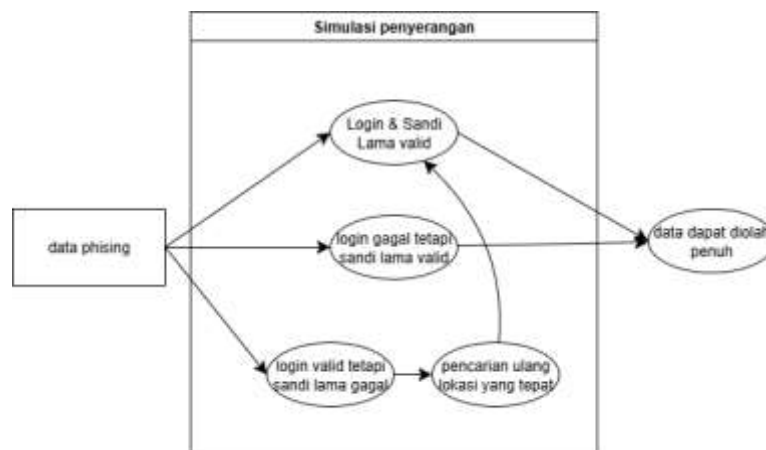 Simulasi penyerangan
Login & Sandi
Lama valid
data phising
login gagal tetapi
sandi lama valid
data dapat diolah
penuh
login valid tetapi
sandi lama gagal
pencarian ulang
lokasi yang tepat